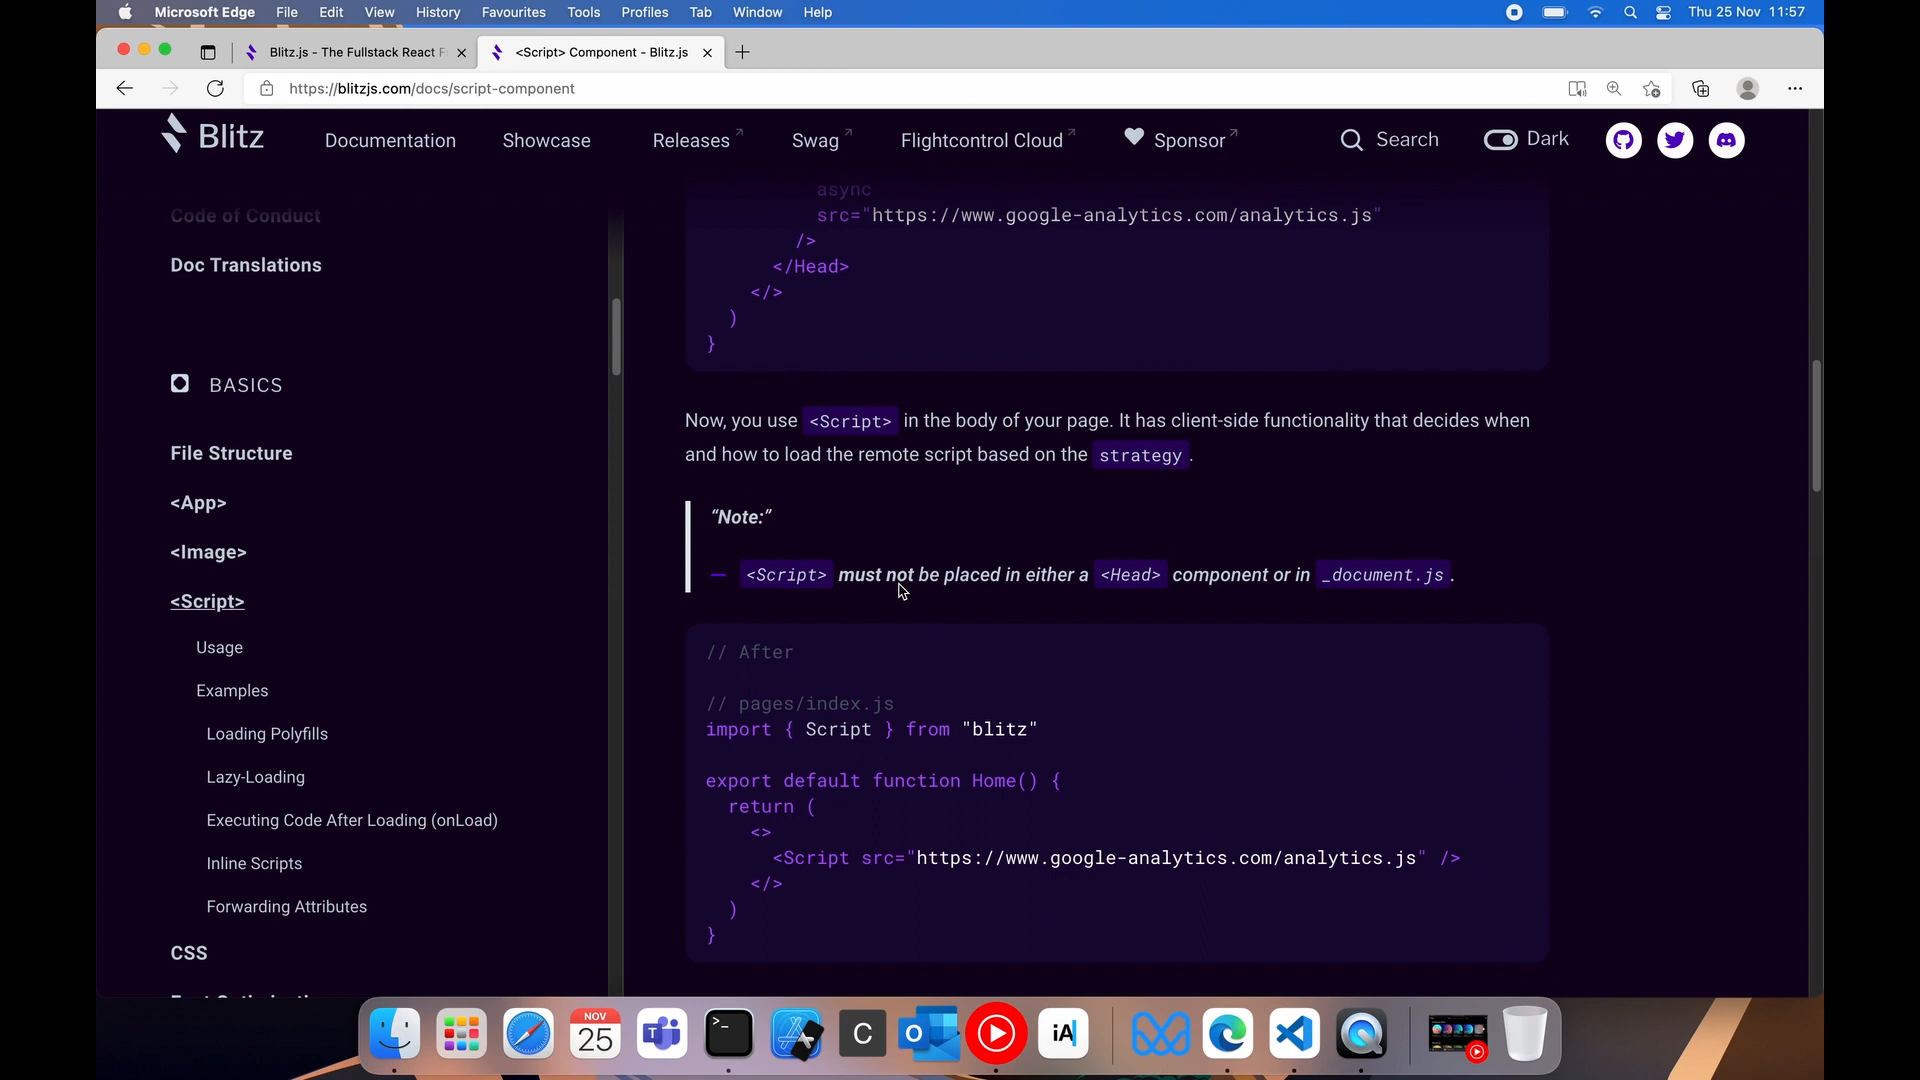 Microsoft Edge File Edit View History Favourites Tools Profiles Tab Window Help Thu 25 Nov 11:57
Blitz.js - The Fullstack React F
<Script> Component - Blitz.js
https://blitzjs.com/docs/script-component
Blitz Documentation Showcase Releases Swag Flightcontrol Cloud Sponsor Search Dark
Code of Conduct
Doc Translations
BASICS
File Structure
<App>
<Image>
<Script>
Usage
Examples
Loading Polyfills
Lazy-Loading
Executing Code After Loading (onLoad)
Inline Scripts
Forwarding Attributes
CSS
async
src="https://www.google-analytics.com/analytics.js"
/>
</Head>
</>
)
}
Now, you use <Script> in the body of your page. It has client-side functionality that decides when
and how to load the remote script based on the strategy.
“Note:”
— <Script> must not be placed in either a <Head> component or in _document.js.
// After
// pages/index.js
import { Script } from "blitz"
export default function Home() {
return (
<>
<Script src="https://www.google-analytics.com/analytics.js" />
</>
)
}
NOV
25
T
>_
C
O
iA